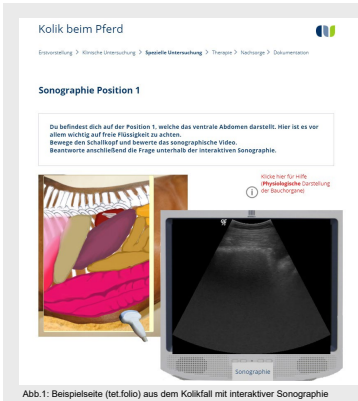 Kolik beim Pferd
Erstvorstellung > Klinische Untersuchung > Spezielle Untersuchung > Therapie > Nachsorge > Dokumentation
Sonographie Position 1
Du befindest dich auf der Position 1, welche das ventrale Abdomen darstellt. Hier ist es vor
allem wichtig auf freie Flüssigkeit zu achten.
Bewege den Schallkopf und bewerte das sonographische Video.
Beantworte anschließend die Frage unterhalb der interaktiven Sonographie.
Klicke hier für Hilfe
(Physiologische Darstellung
der Bauchorgane)
Sonographie
Abb.1: Beispielseite (tet.folio) aus dem Kolikfall mit interaktiver Sonographie